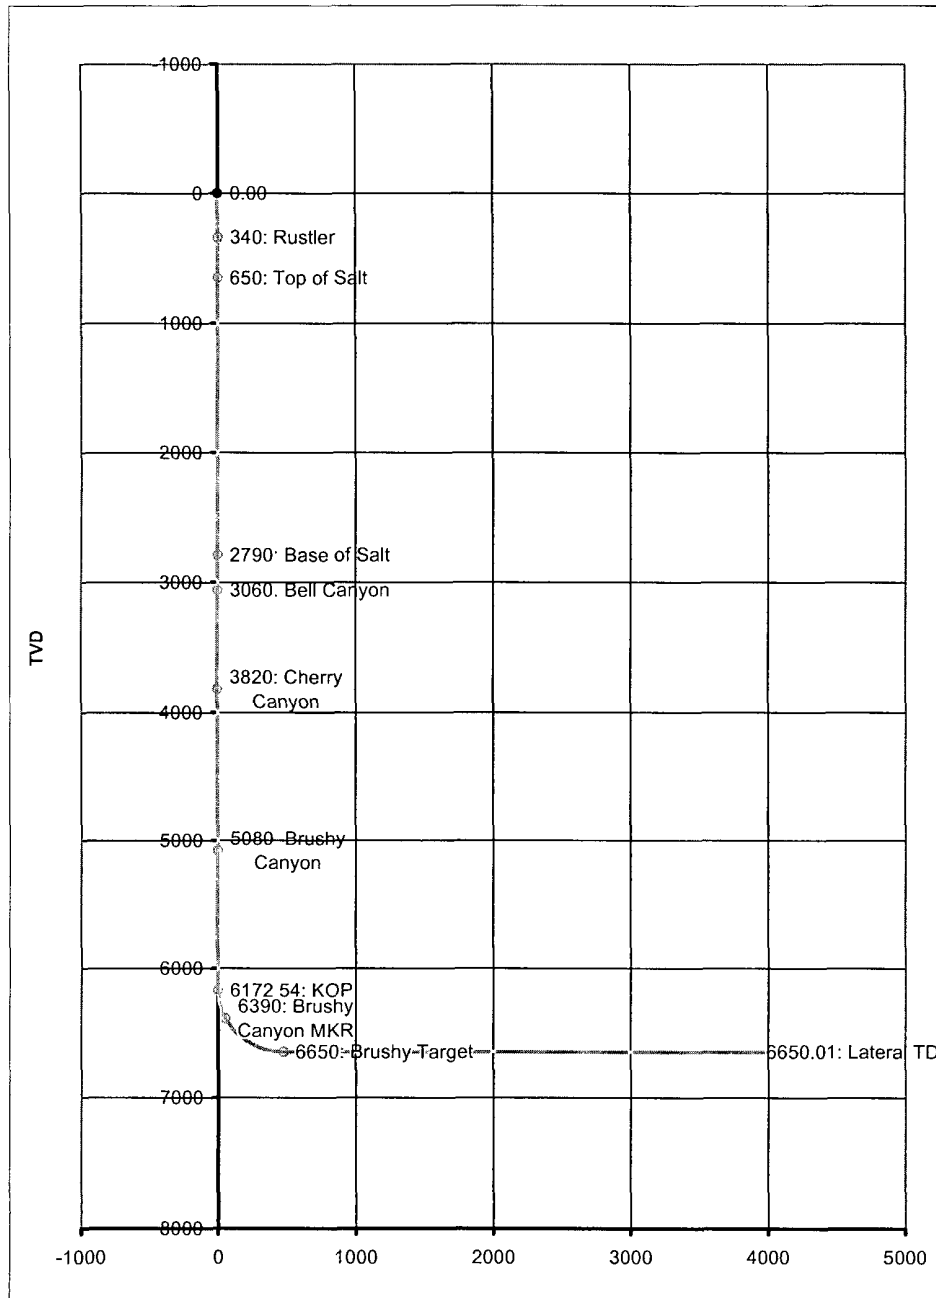 -1000
0
0.00
340: Rustler
650: Top of Salt
1000
2000
2790: Base of Salt
3000
3060. Bell Canyon
3820: Cherry
Canyon
4000
5000
5080 Brushy
Canyon
6000
6172 54: KOP
6390: Brushy
Canyon MKR
6650: Brushy Target
6650.01: Lateral TD
7000
8000
TVD
-1000 0 1000 2000 3000 4000 5000